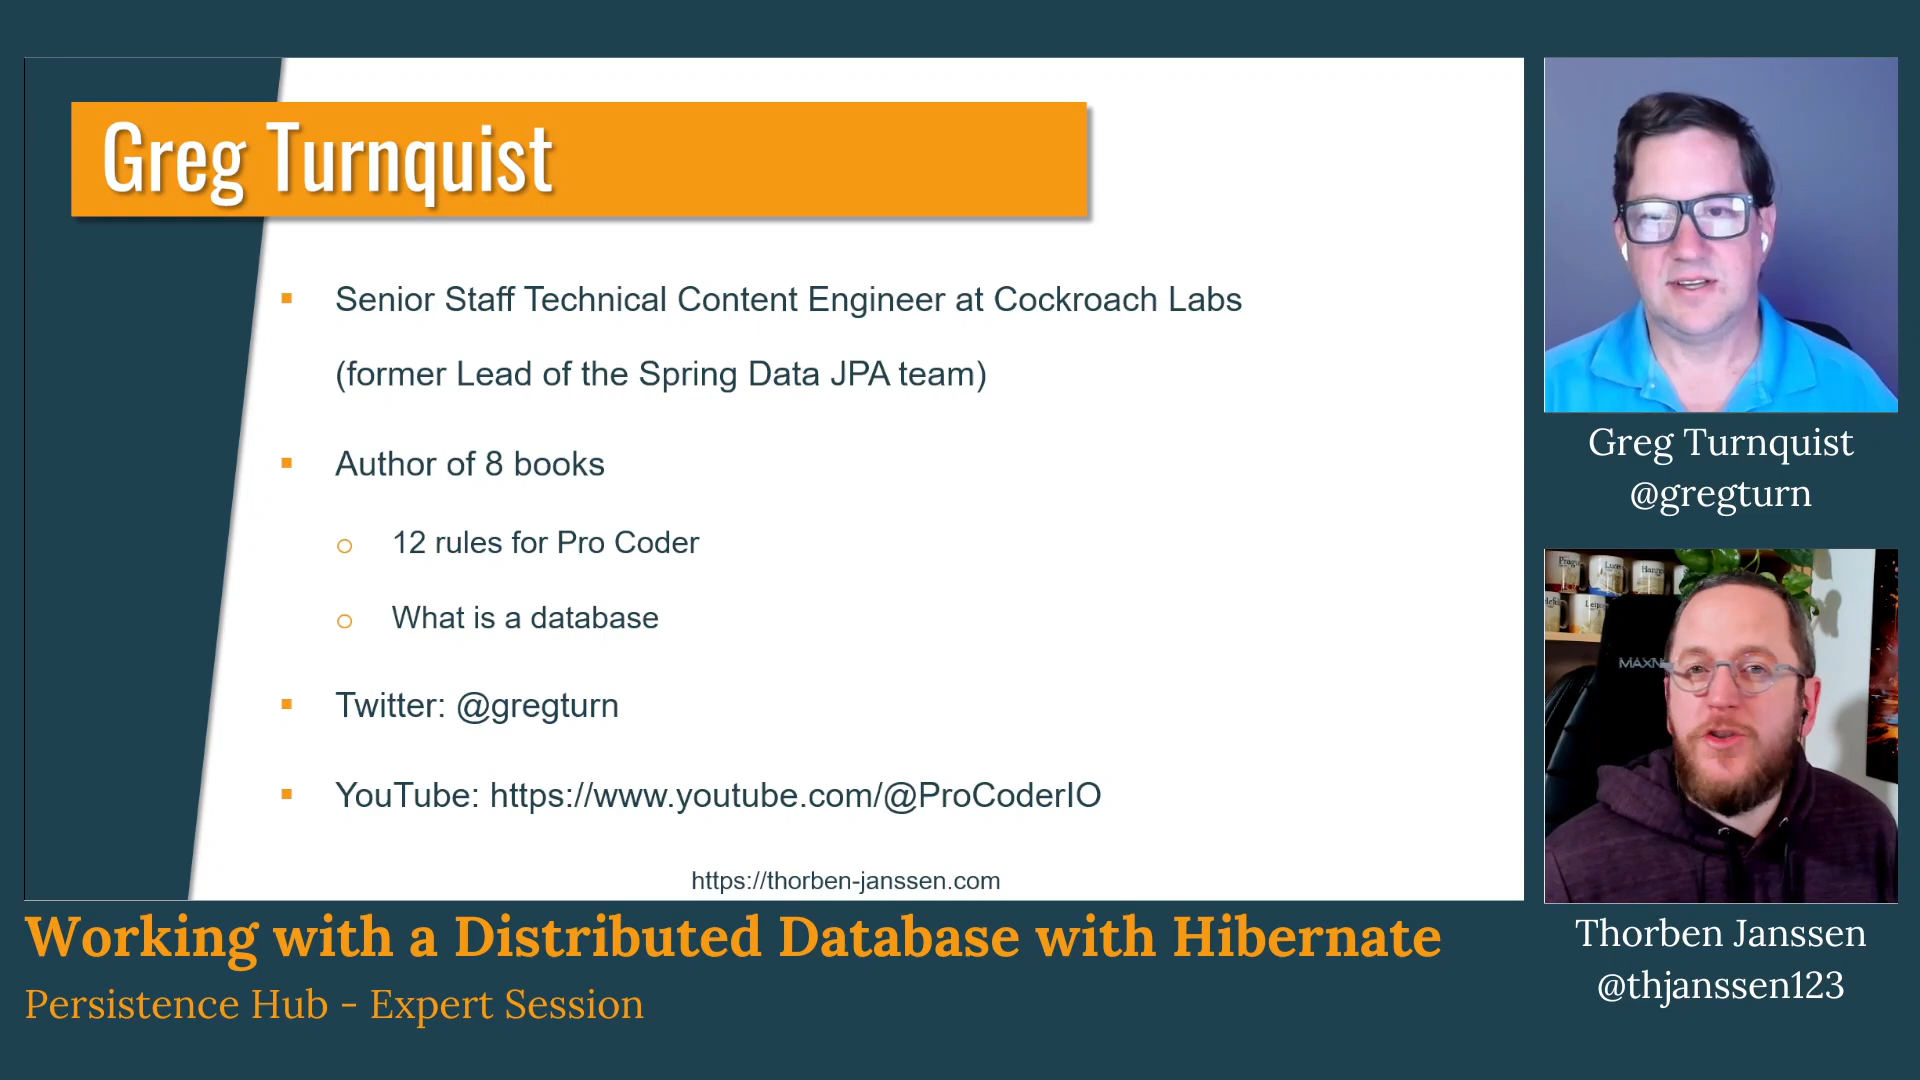 Greg Turnquist
Senior Staff Technical Content Engineer at Cockroach Labs
(former Lead of the Spring Data JPA team)
Author of 8 books
12 rules for Pro Coder
What is a database
Twitter: @gregturn
YouTube: https://www.youtube.com/@ProCoderIO
https://thorben-janssen.com
Working with a Distributed Database with Hibernate
Persistence Hub - Expert Session
Greg Turnquist
@gregturn
MAXN
Thorben Janssen
@thjanssen123